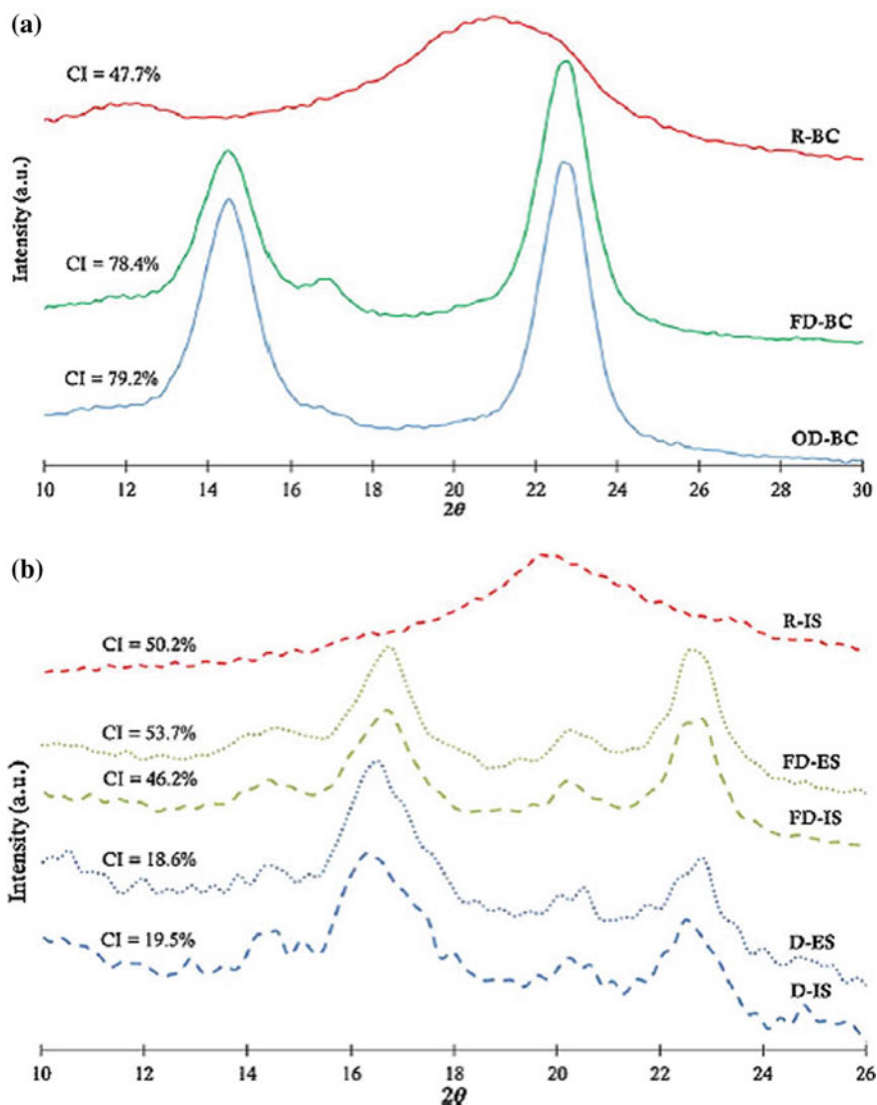 (a)
CI = 47.7%
R-BC
CI = 78.4%
FD-BC
CI = 79.2%
OD-BC
Intensity (a.u.)
10 12 14 16 18 20 22 24 26 28 30
2θ
(b)
R-IS
CI = 50.2%
CI = 53.7%
FD-ES
CI = 46.2%
FD-IS
CI = 18.6%
D-ES
CI = 19.5%
D-IS
Intensity (a.u.)
10 12 14 16 18 20 22 24 26
2θ